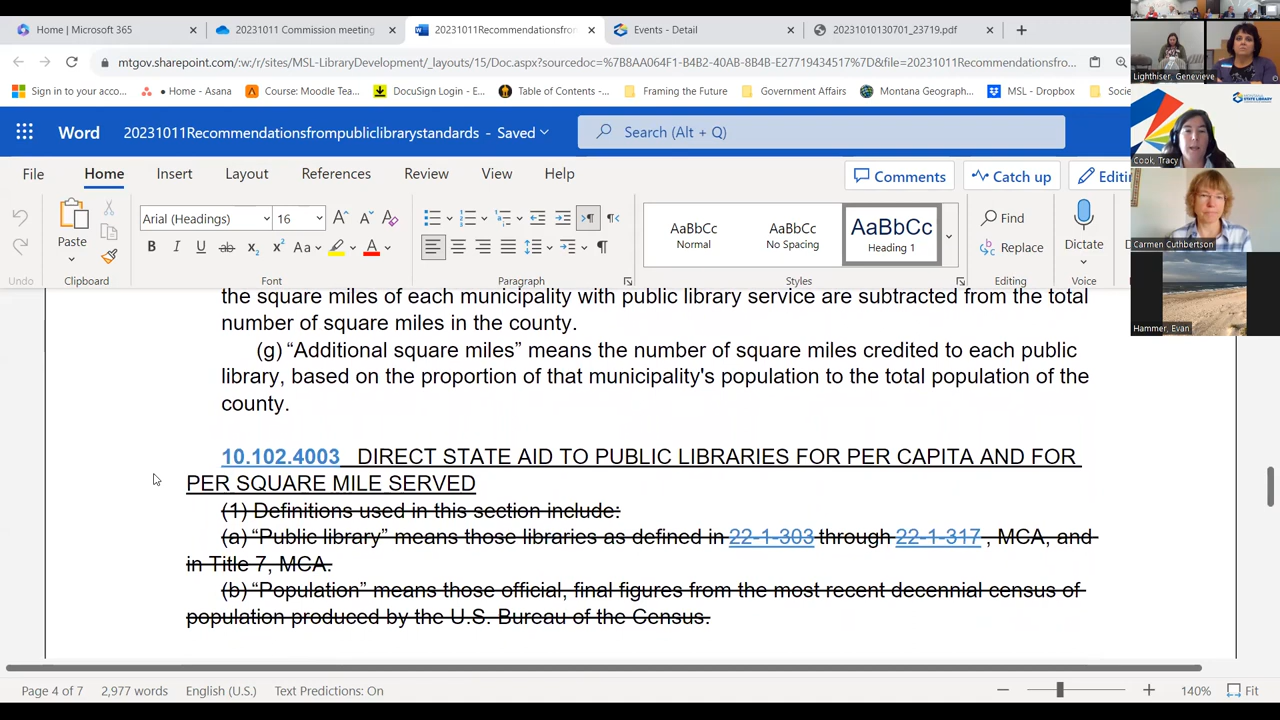 Home | Microsoft 365
20231011 Commission meeting
20231011Recommendationsfrom
Events - Detail
20231010130701_23719.pdf
mtgov.sharepoint.com/:w:/r/sites/MSL-LibraryDevelopment/_layouts/15/Doc.aspx?sourcedoc=%7B8AA064F1-B4B2-40AB-8B4B-E27719434517%7D&file=20231011Recommendationsfrom...
Sign in to your acco...
Home - Asana
Course: Moodle Tea...
DocuSign Log-in - E...
Table of Contents -...
Framing the Future
Government Affairs
Montana Geograph...
MSL - Dropbox
Socie
Word
20231011Recommendationsfrompubliclibrarystandards - Saved
Search (Alt + Q)
File
Home
Insert
Layout
References
Review
View
Help
Comments
Catch up
Editin
Paste
Arial (Headings)
16
AaBbCc
Normal
AaBbCc
No Spacing
AaBbCc
Heading 1
Find
Replace
Dictate
Undo
Clipboard
Font
Paragraph
Styles
Editing
Voice
the square miles of each municipality with public library service are subtracted from the total
number of square miles in the county.
(g) “Additional square miles” means the number of square miles credited to each public
library, based on the proportion of that municipality's population to the total population of the
county.
10.102.4003 DIRECT STATE AID TO PUBLIC LIBRARIES FOR PER CAPITA AND FOR
PER SQUARE MILE SERVED
(1) Definitions used in this section include:
(a) “Public library” means those libraries as defined in 22-1-303 through 22-1-317 , MCA, and
in Title 7, MCA.
(b) “Population” means those official, final figures from the most recent decennial census of
population produced by the U.S. Bureau of the Census.
Page 4 of 7
2,977 words
English (U.S.)
Text Predictions: On
140%
Fit
Lighthiser, Genevieve
Cook, Tracy
Carmen Cuthbertson
Hammer, Evan